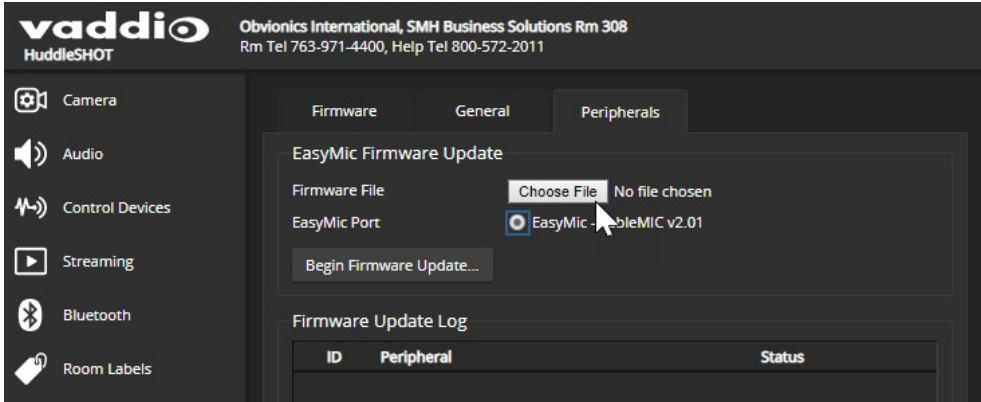 vaddio
HuddleSHOT
Obvionics International, SMH Business Solutions Rm 308
Rm Tel 763-971-4400, Help Tel 800-572-2011
Camera
Audio
Control Devices
Streaming
Bluetooth
Room Labels
Firmware General Peripherals
EasyMic Firmware Update
Firmware File Choose File No file chosen
EasyMic Port EasyMic - v2.01
Begin Firmware Update...
Firmware Update Log
ID Peripheral Status